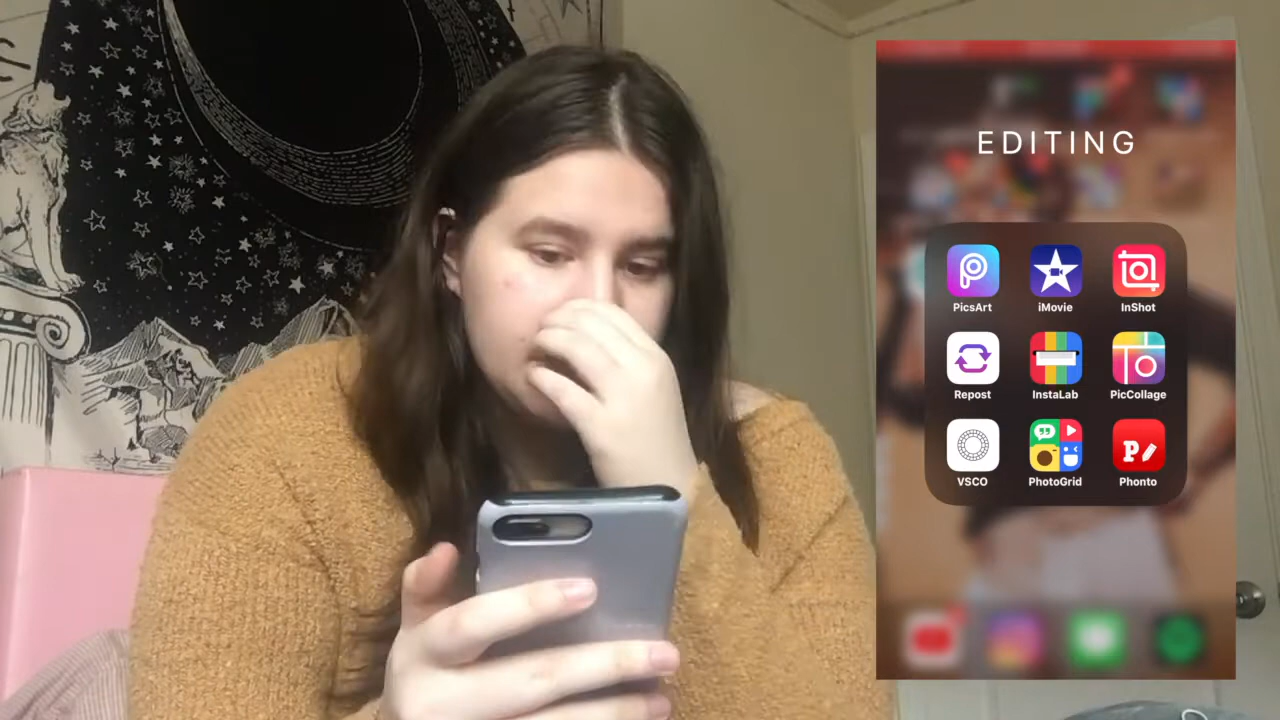 EDITING
PicsArt iMovie InShot
Repost InstaLab PicCollage
VSCO PhotoGrid Phonto